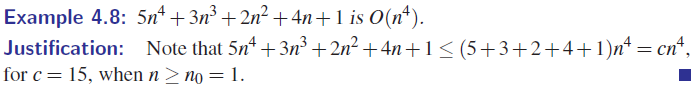 Example 4.8: 5n⁴ + 3n³ + 2n² + 4n + 1 is O(n⁴).
Justification: Note that 5n⁴ + 3n³ + 2n² + 4n + 1 ≤ (5 + 3 + 2 + 4 + 1)n⁴ = cn⁴,
for c = 15, when n ≥ n₀ = 1.